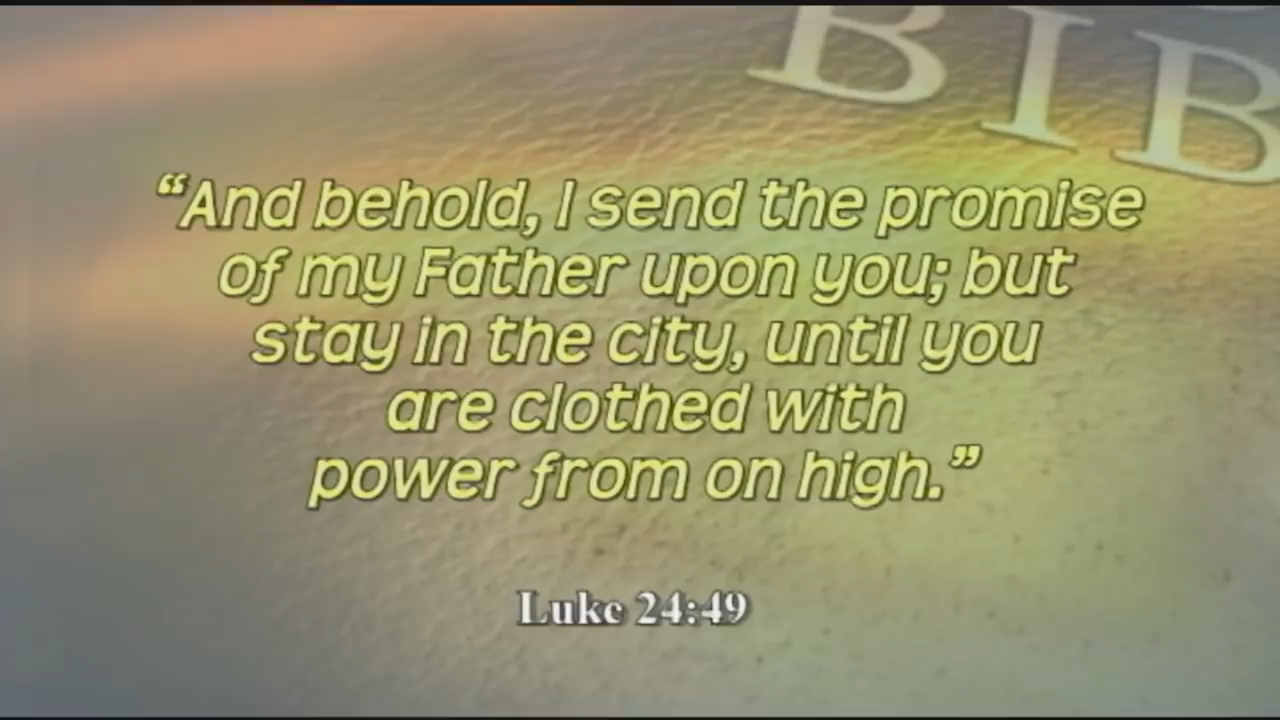 BIB
“And behold, I send the promise
of my Father upon you; but
stay in the city, until you
are clothed with
power from on high.”
Luke 24:49